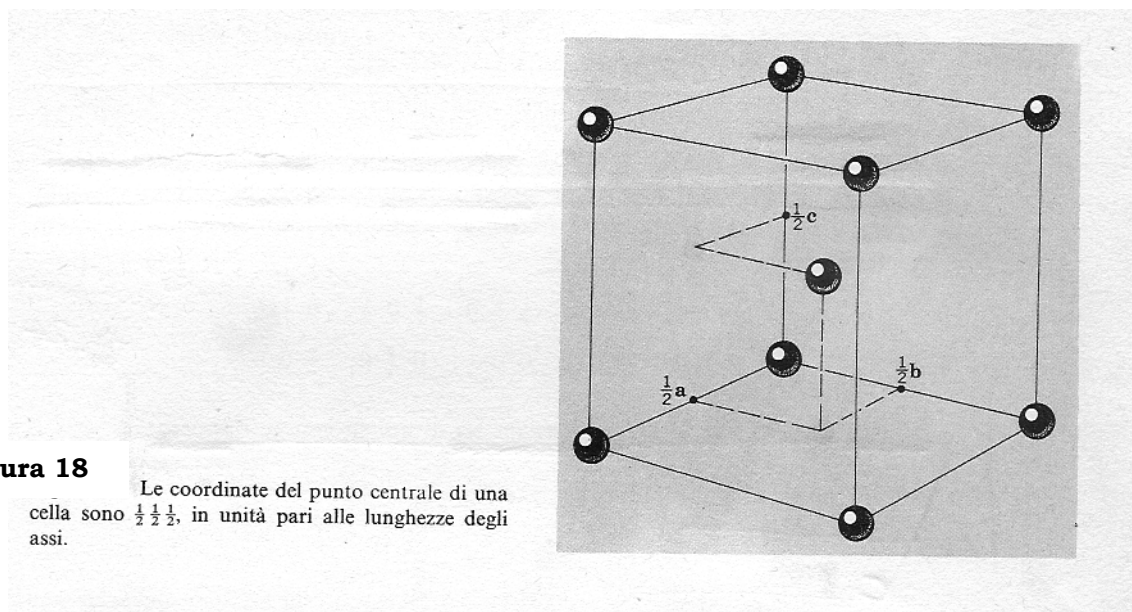 ½c
½a
½b
ura 18
Le coordinate del punto centrale di una
cella sono ½ ½ ½, in unità pari alle lunghezze degli
assi.